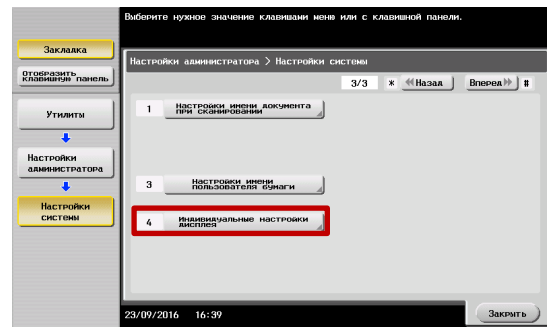 Выберите нужное значение клавишами меню или с клавишной панели.
Закладка
Отобразить
клавишную панель
Настройки администратора > Настройки системы
3/3 * Назад Вперед #
Утилиты
1 Настройки имени документа
при сканировании
Настройки
администратора
3 Настройки имени
пользователя бумаги
Настройки
системы
4 Индивидуальные настройки
дисплея
23/09/2016 16:39
Закрыть